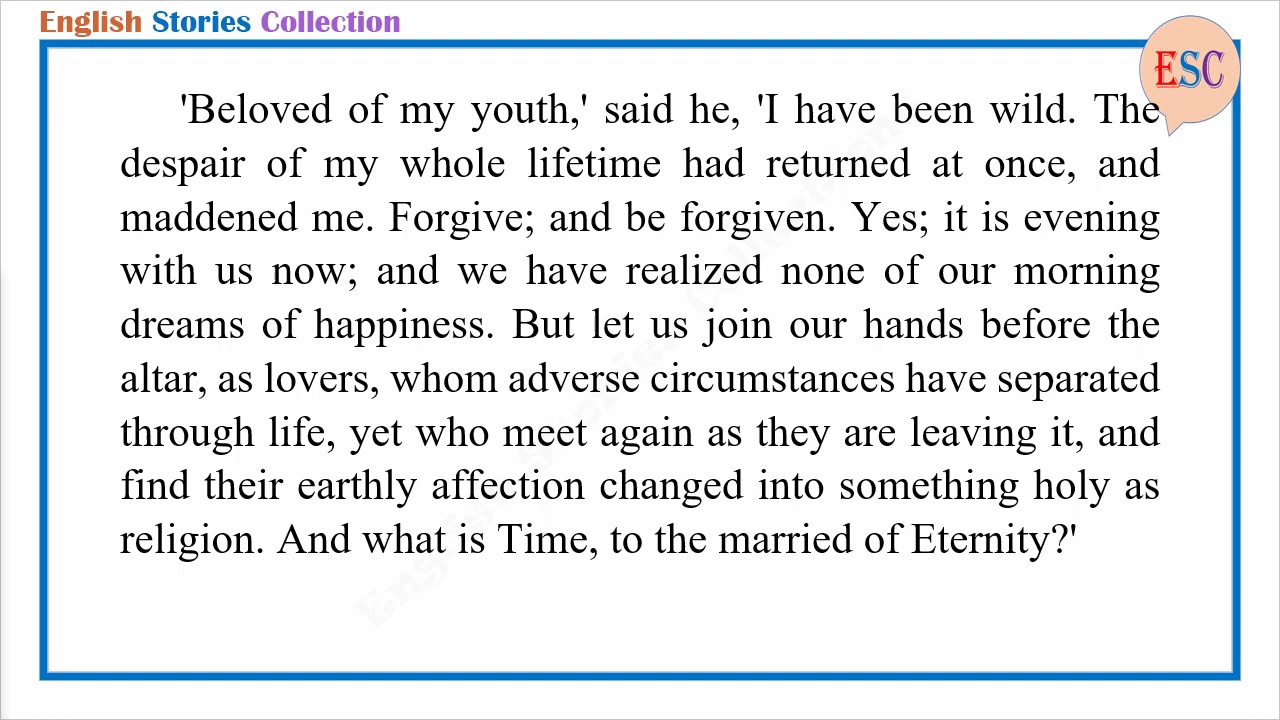 English Stories Collection
ESC
'Beloved of my youth,' said he, 'I have been wild. The
despair of my whole lifetime had returned at once, and
maddened me. Forgive; and be forgiven. Yes; it is evening
with us now; and we have realized none of our morning
dreams of happiness. But let us join our hands before the
altar, as lovers, whom adverse circumstances have separated
through life, yet who meet again as they are leaving it, and
find their earthly affection changed into something holy as
religion. And what is Time, to the married of Eternity?'
English Stories Collection